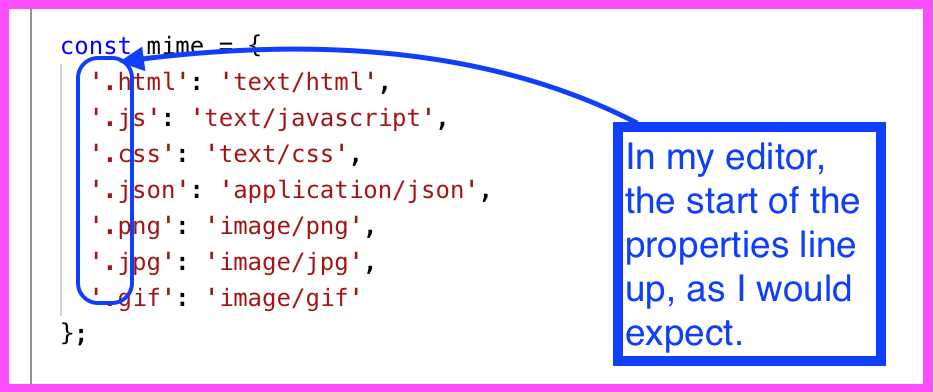 const mime = {
'.html': 'text/html',
'.js': 'text/javascript',
'.css': 'text/css',
'.json': 'application/json',
'.png': 'image/png',
'.jpg': 'image/jpg',
'.gif': 'image/gif'
};
In my editor,
the start of the
properties line
up, as I would
expect.